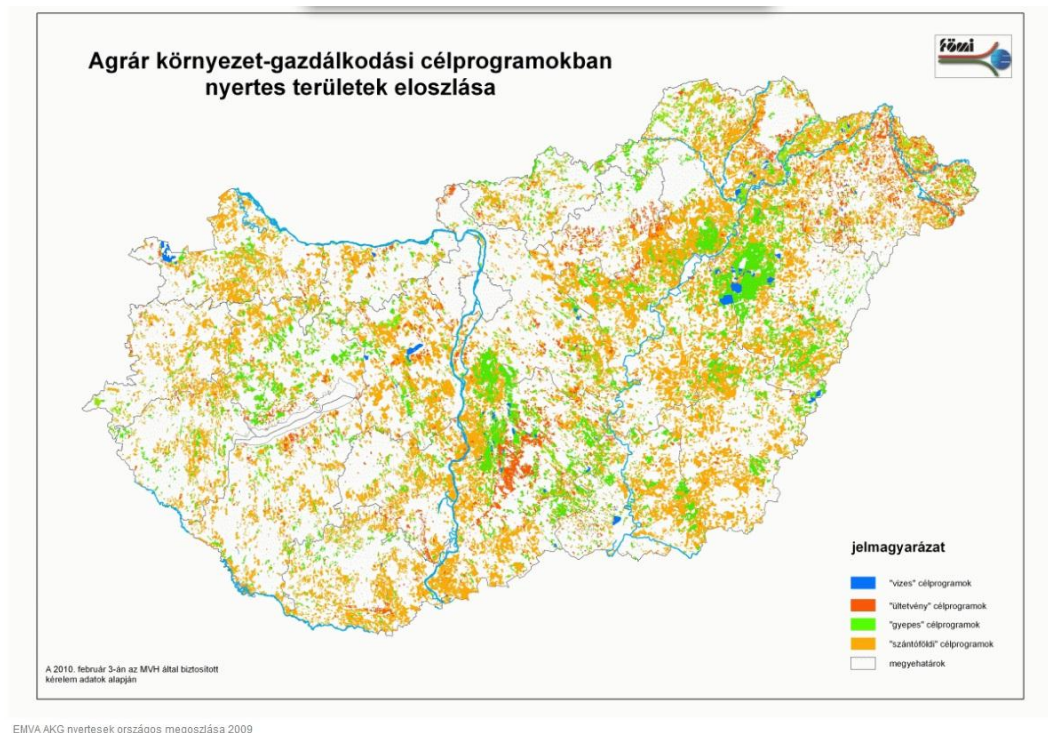 Agrár környezet-gazdálkodási célprogramokban
nyertes területek eloszlása
fömi
jelmagyarázat
"vizes" célprogramok
"ültetvény" célprogramok
"gyepes" célprogramok
"szántóföldi" célprogramok
megyehatárok
A 2010. február 3-án az MVH által biztosított
kérelem adatok alapján
EMVA AKG nyertesek országos megoszlása 2009